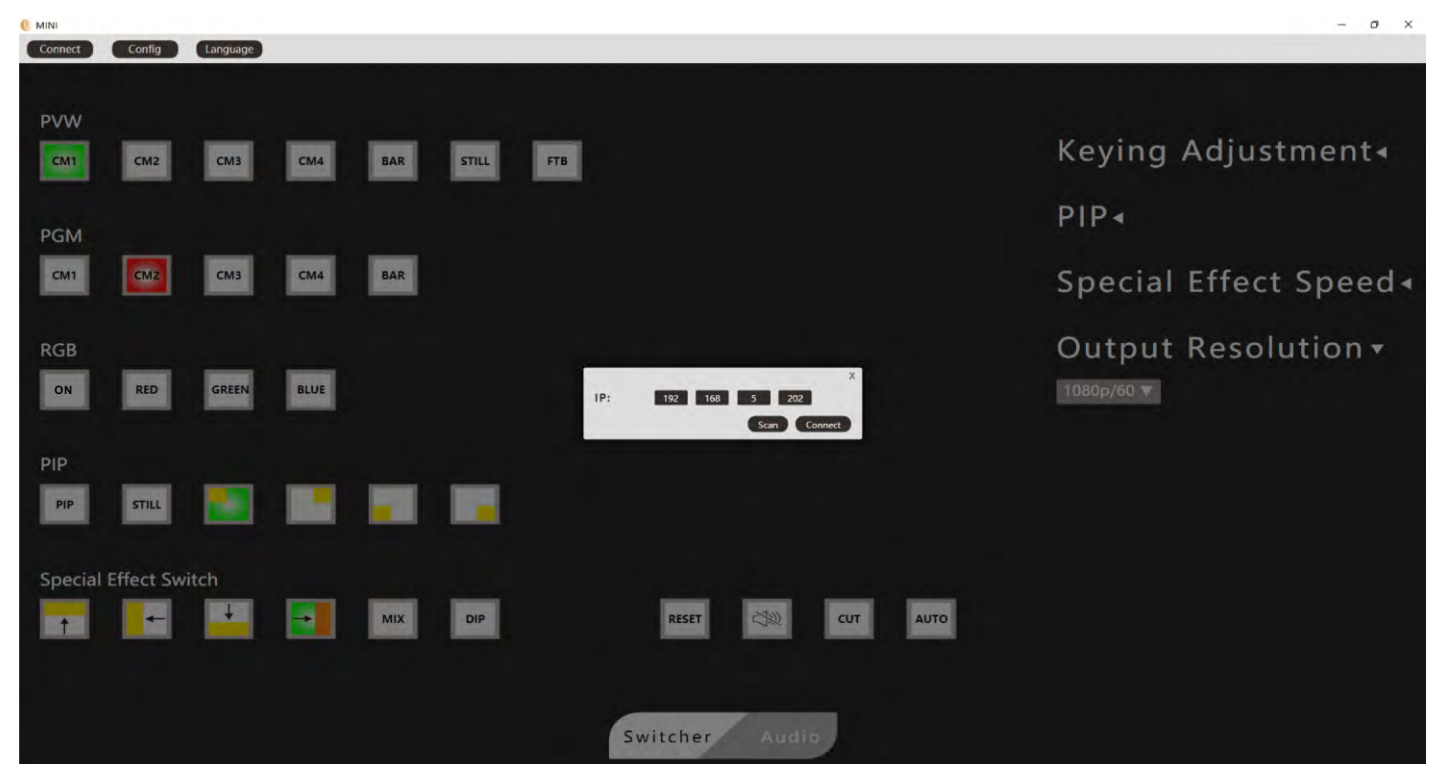 MINI
Connect Config Language
PVW
CM1 CM2 CM3 CM4 BAR STILL FTB
PGM
CM1 CM2 CM3 CM4 BAR
RGB
ON RED GREEN BLUE
PIP
PIP STILL
Special Effect Switch
MIX DIP RESET CUT AUTO
Keying Adjustment
PIP
Special Effect Speed
Output Resolution
1080p/60
X
IP: 192 168 5 202
Scan Connect
Switcher Audio